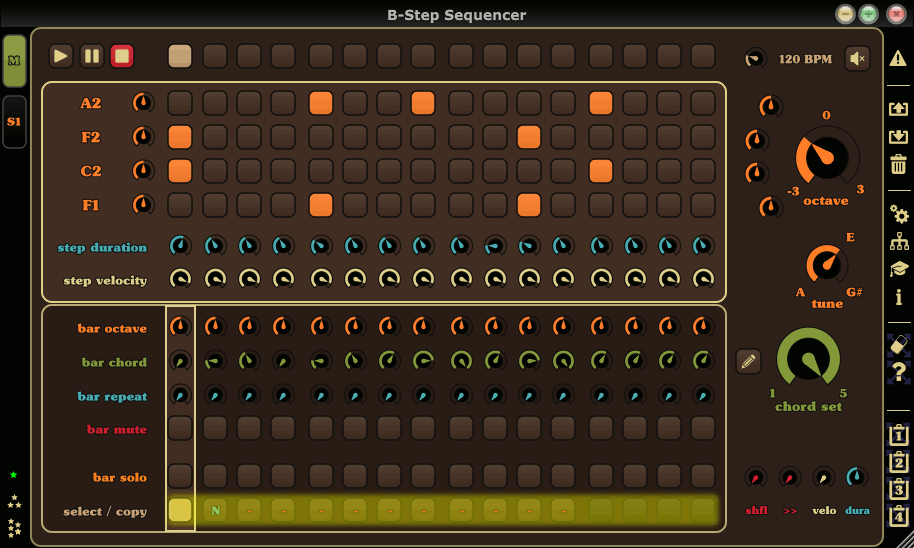 B-Step Sequencer
M
120 BPM
A2
S1
F2
0
C2
-3 3
octave
F1
step duration
E
step velocity
A G#
tune
bar octave
bar chord
bar repeat
1 5
chord set
bar mute
bar solo
select / copy
N
shfl >> velo dura
i
?
1
2
3
4